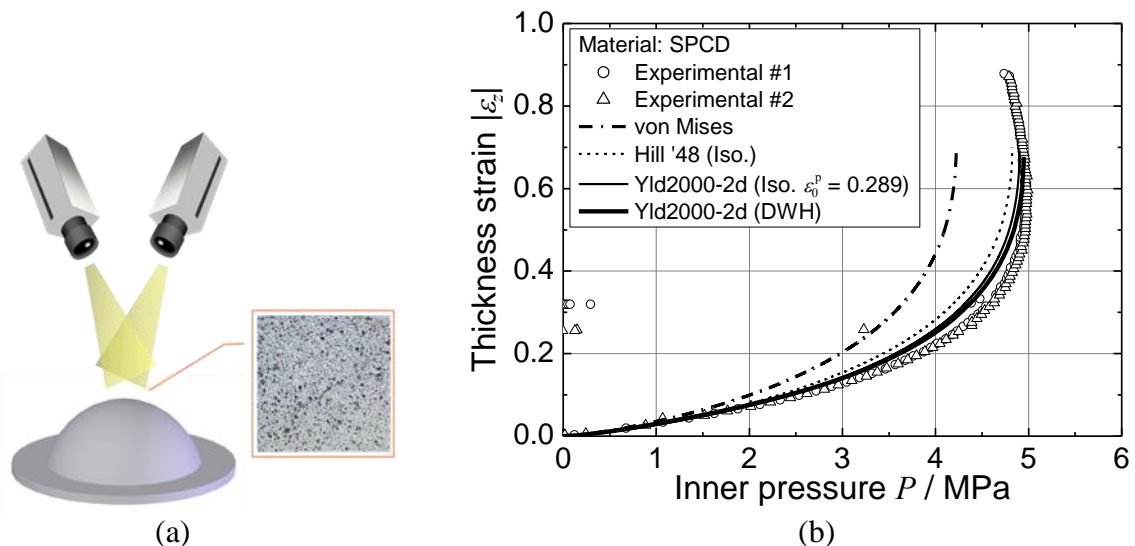 Material: SPCD
Experimental #1
Experimental #2
von Mises
Hill '48 (Iso.)
Yld2000-2d (Iso. ε₀ᵖ = 0.289)
Yld2000-2d (DWH)
Thickness strain |ε_z|
1.0
0.8
0.6
0.4
0.2
0.0
0 1 2 3 4 5 6
Inner pressure P / MPa
(a) (b)